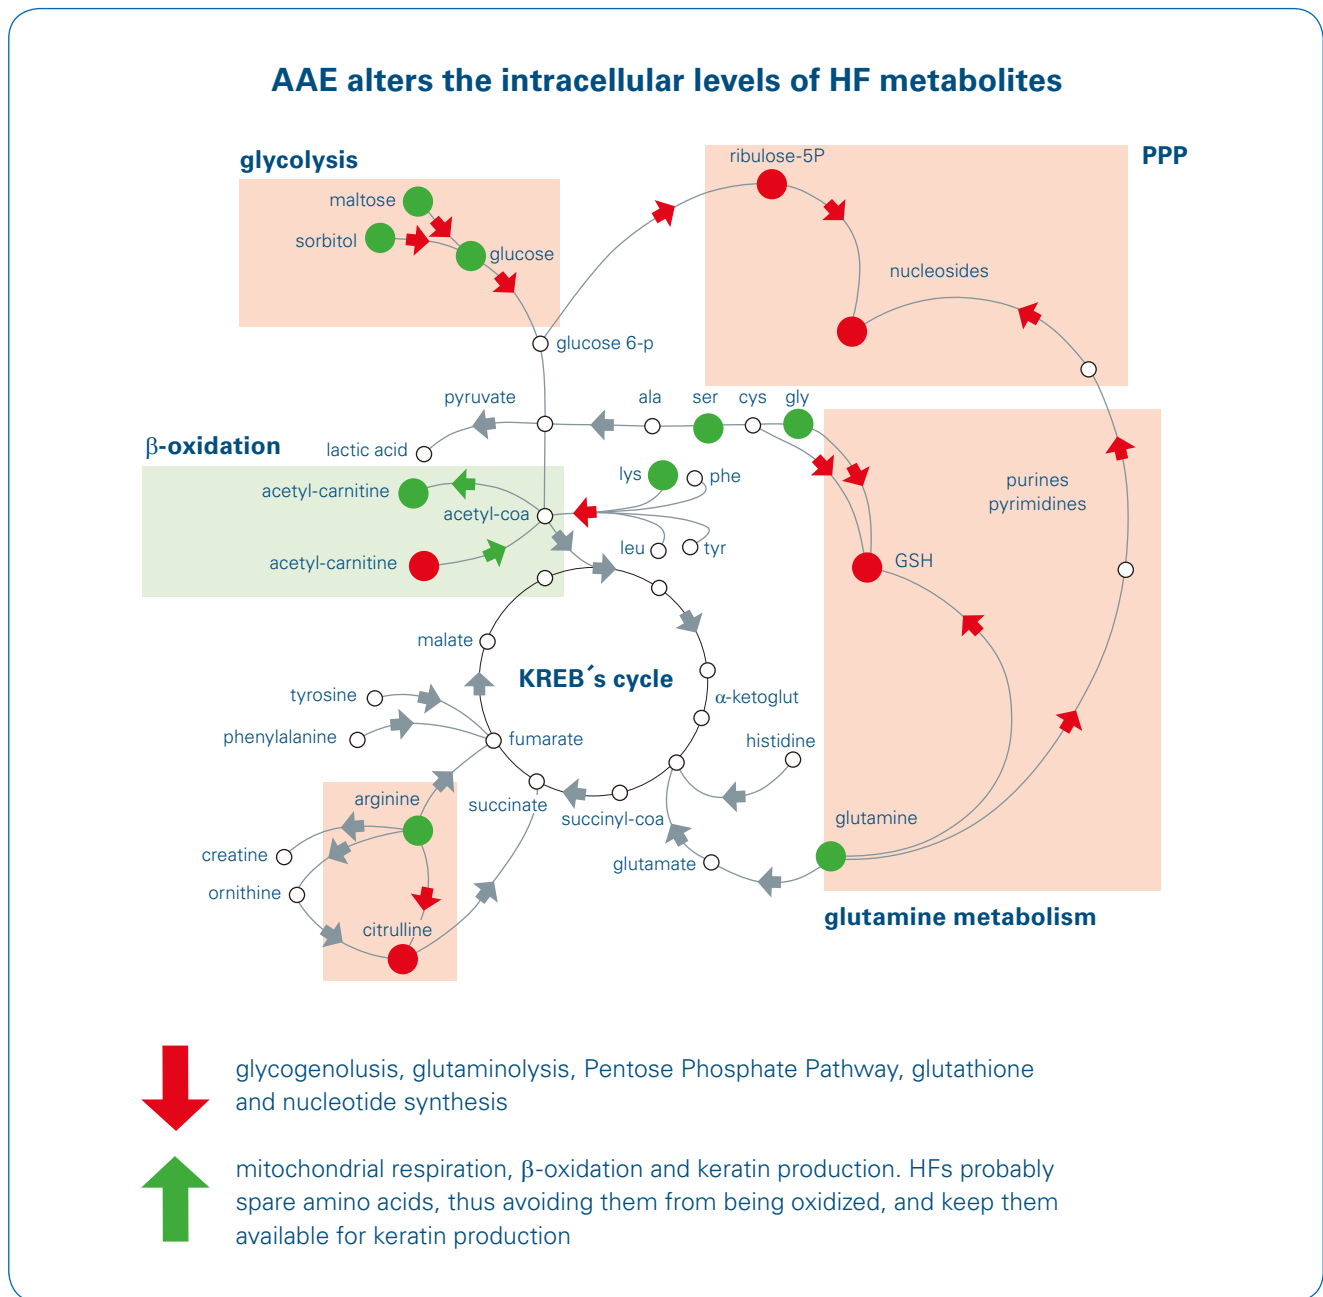 AAE alters the intracellular levels of HF metabolites
glycolysis
PPP
ribulose-5P
maltose
sorbitol
glucose
nucleosides
glucose 6-p
pyruvate
ala
ser
cys
gly
β-oxidation
lactic acid
lys
phe
purines
pyrimidines
acetyl-carnitine
acetyl-coa
leu
tyr
GSH
acetyl-carnitine
malate
KREB´s cycle
tyrosine
α-ketoglut
phenylalanine
fumarate
histidine
arginine
succinate
succinyl-coa
glutamine
creatine
glutamate
ornithine
citrulline
glutamine metabolism
glycogenolusis, glutaminolysis, Pentose Phosphate Pathway, glutathione
and nucleotide synthesis
mitochondrial respiration, β-oxidation and keratin production. HFs probably
spare amino acids, thus avoiding them from being oxidized, and keep them
available for keratin production